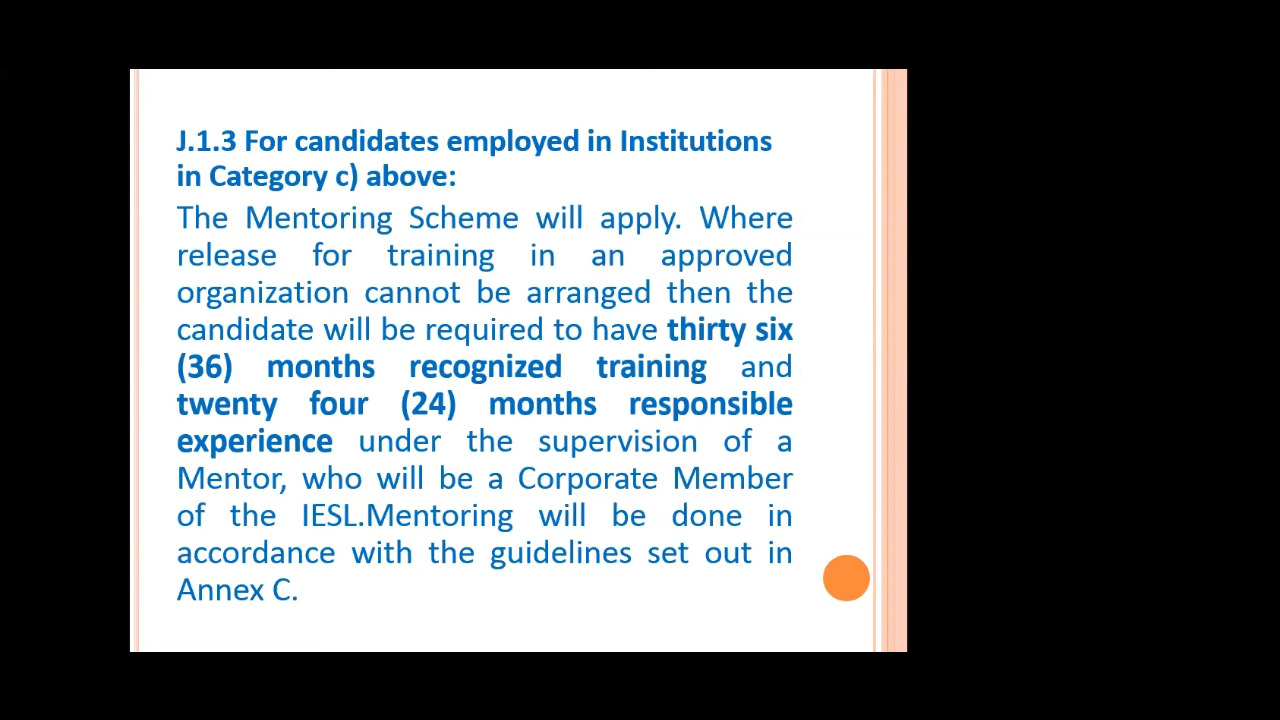 J.1.3 For candidates employed in Institutions
in Category c) above:
The Mentoring Scheme will apply. Where
release for training in an approved
organization cannot be arranged then the
candidate will be required to have thirty six
(36) months recognized training and
twenty four (24) months responsible
experience under the supervision of a
Mentor, who will be a Corporate Member
of the IESL.Mentoring will be done in
accordance with the guidelines set out in
Annex C.